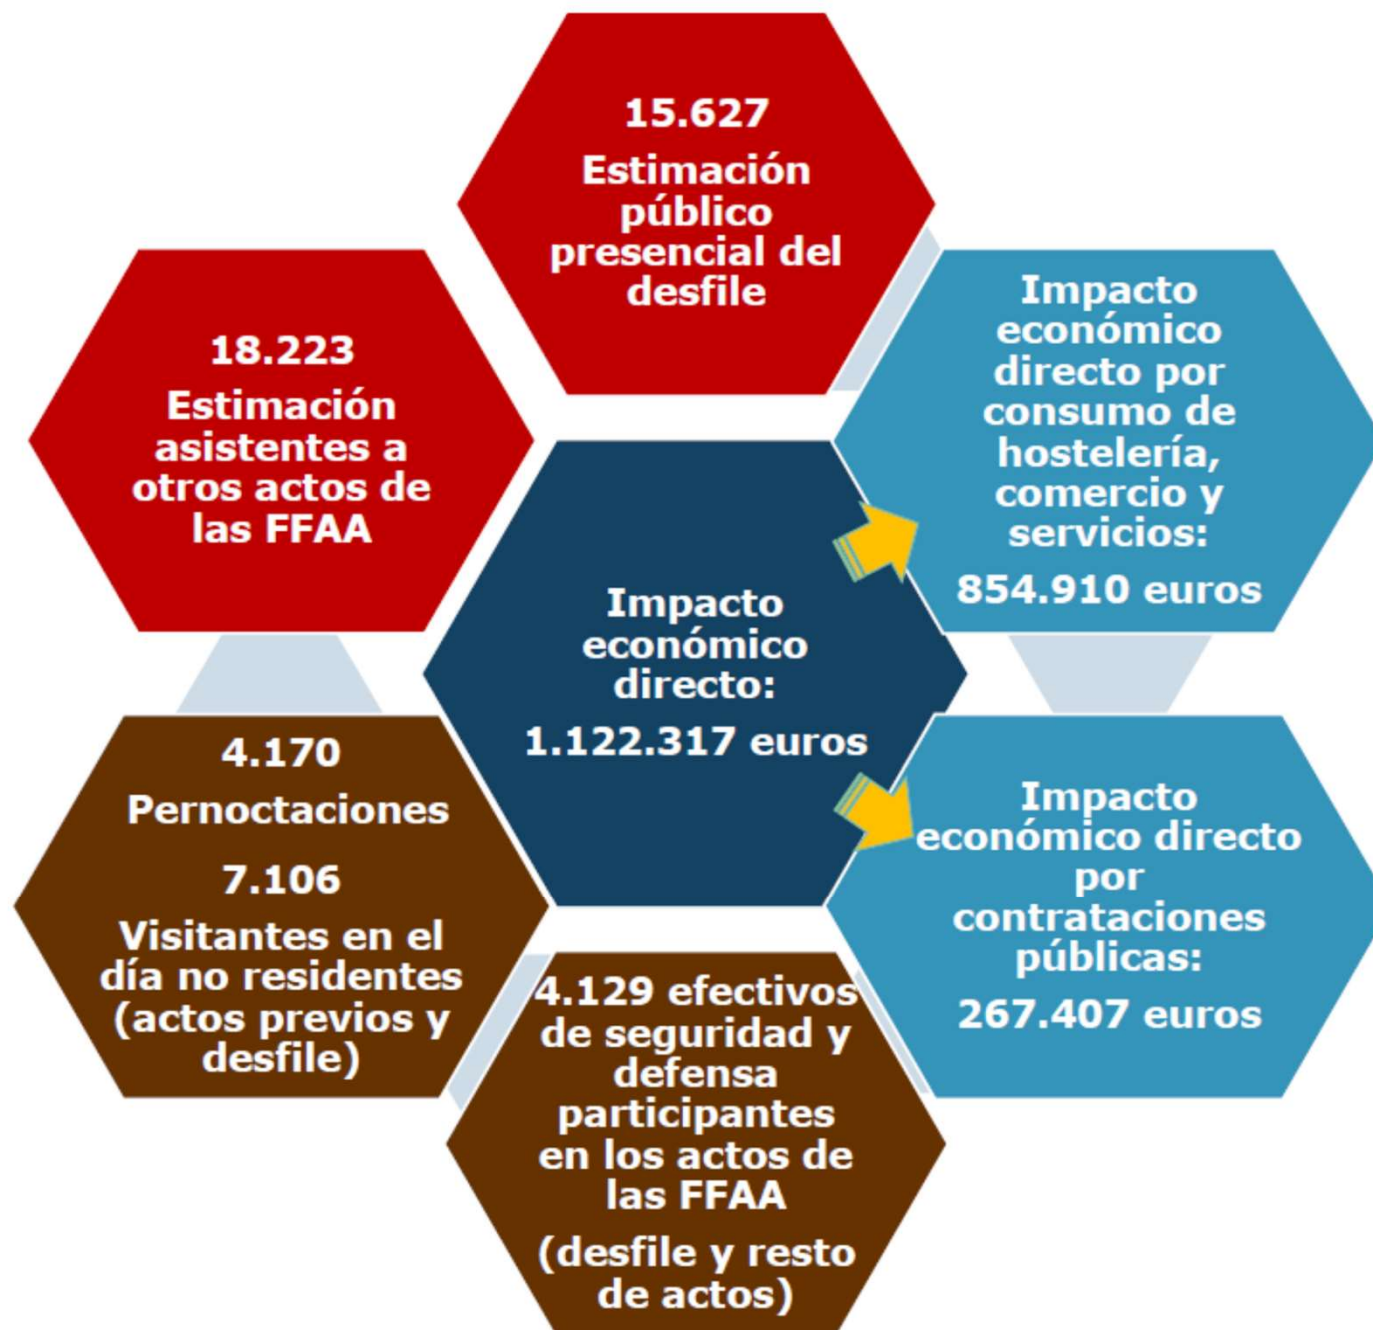 15.627
Estimación
público
presencial del
desfile
Impacto
económico
directo por
consumo de
hostelería,
comercio y
servicios:
854.910 euros
18.223
Estimación
asistentes a
otros actos de
las FFAA
Impacto
económico
directo:
1.122.317 euros
4.170
Pernoctaciones
7.106
Visitantes en el
día no residentes
(actos previos y
desfile)
Impacto
económico directo
por
contrataciones
públicas:
267.407 euros
4.129 efectivos
de seguridad y
defensa
participantes
en los actos de
las FFAA
(desfile y resto
de actos)